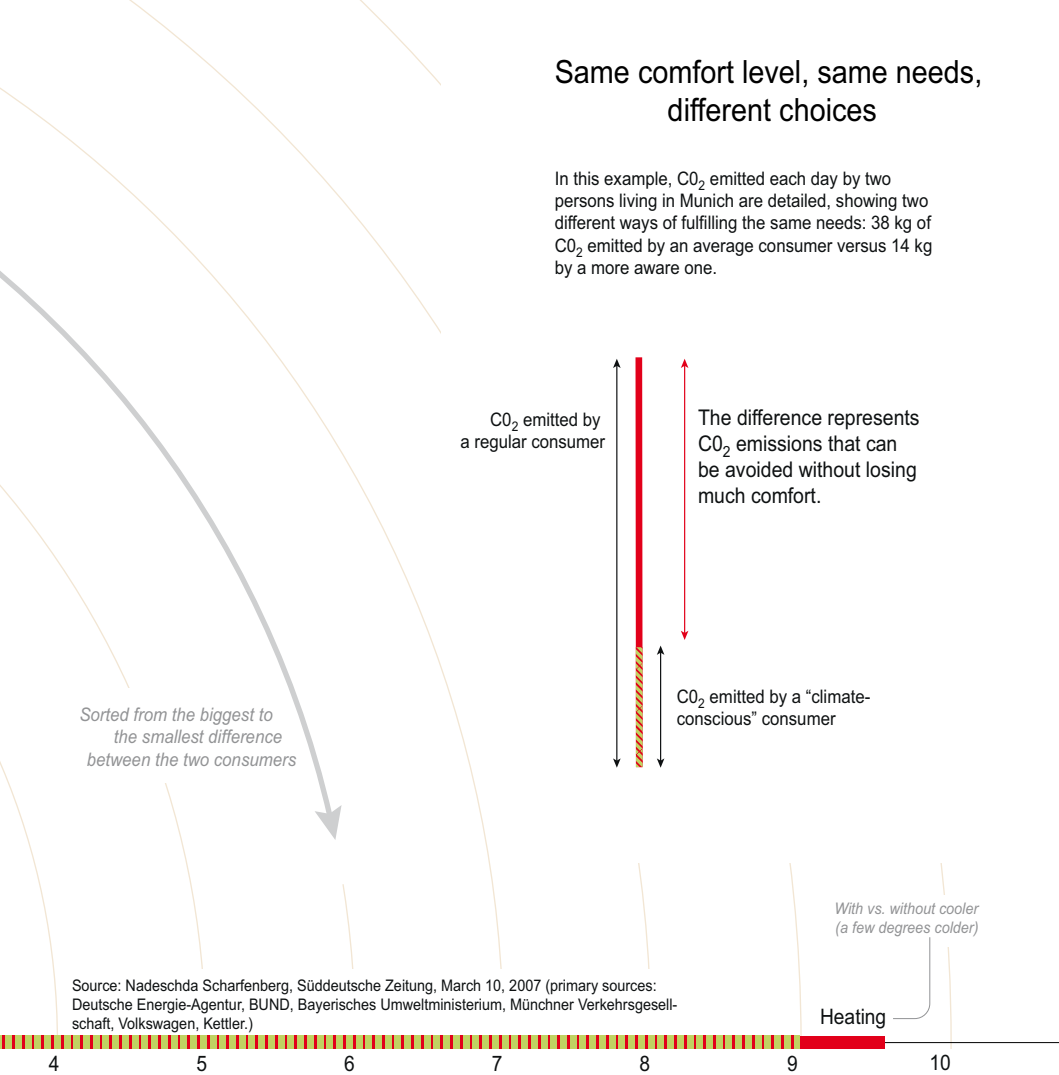 Same comfort level, same needs,
different choices
In this example, C0₂ emitted each day by two
persons living in Munich are detailed, showing two
different ways of fulfilling the same needs: 38 kg of
C0₂ emitted by an average consumer versus 14 kg
by a more aware one.
C0₂ emitted by
a regular consumer
The difference represents
C0₂ emissions that can
be avoided without losing
much comfort.
C0₂ emitted by a “climate-
conscious” consumer
Sorted from the biggest to
the smallest difference
between the two consumers
With vs. without cooler
(a few degrees colder)
Source: Nadeschda Scharfenberg, Süddeutsche Zeitung, March 10, 2007 (primary sources:
Deutsche Energie-Agentur, BUND, Bayerisches Umweltministerium, Münchner Verkehrsgesell-
schaft, Volkswagen, Kettler.)
Heating
4 5 6 7 8 9 10